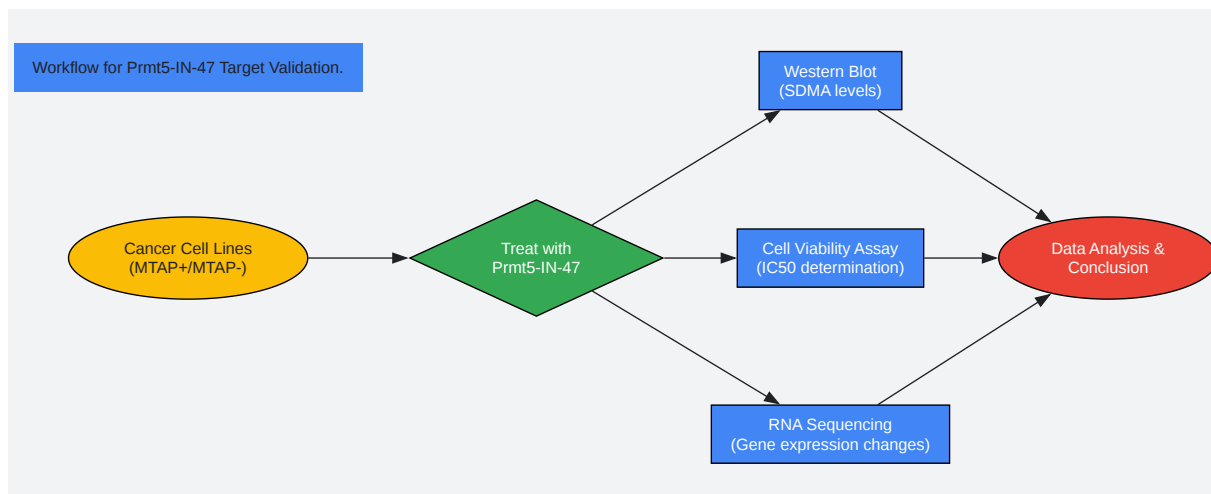 Workflow for Prmt5-IN-47 Target Validation.
Cancer Cell Lines
(MTAP+/MTAP-)
Treat with
Prmt5-IN-47
Western Blot
(SDMA levels)
Cell Viability Assay
(IC50 determination)
RNA Sequencing
(Gene expression changes)
Data Analysis &
Conclusion